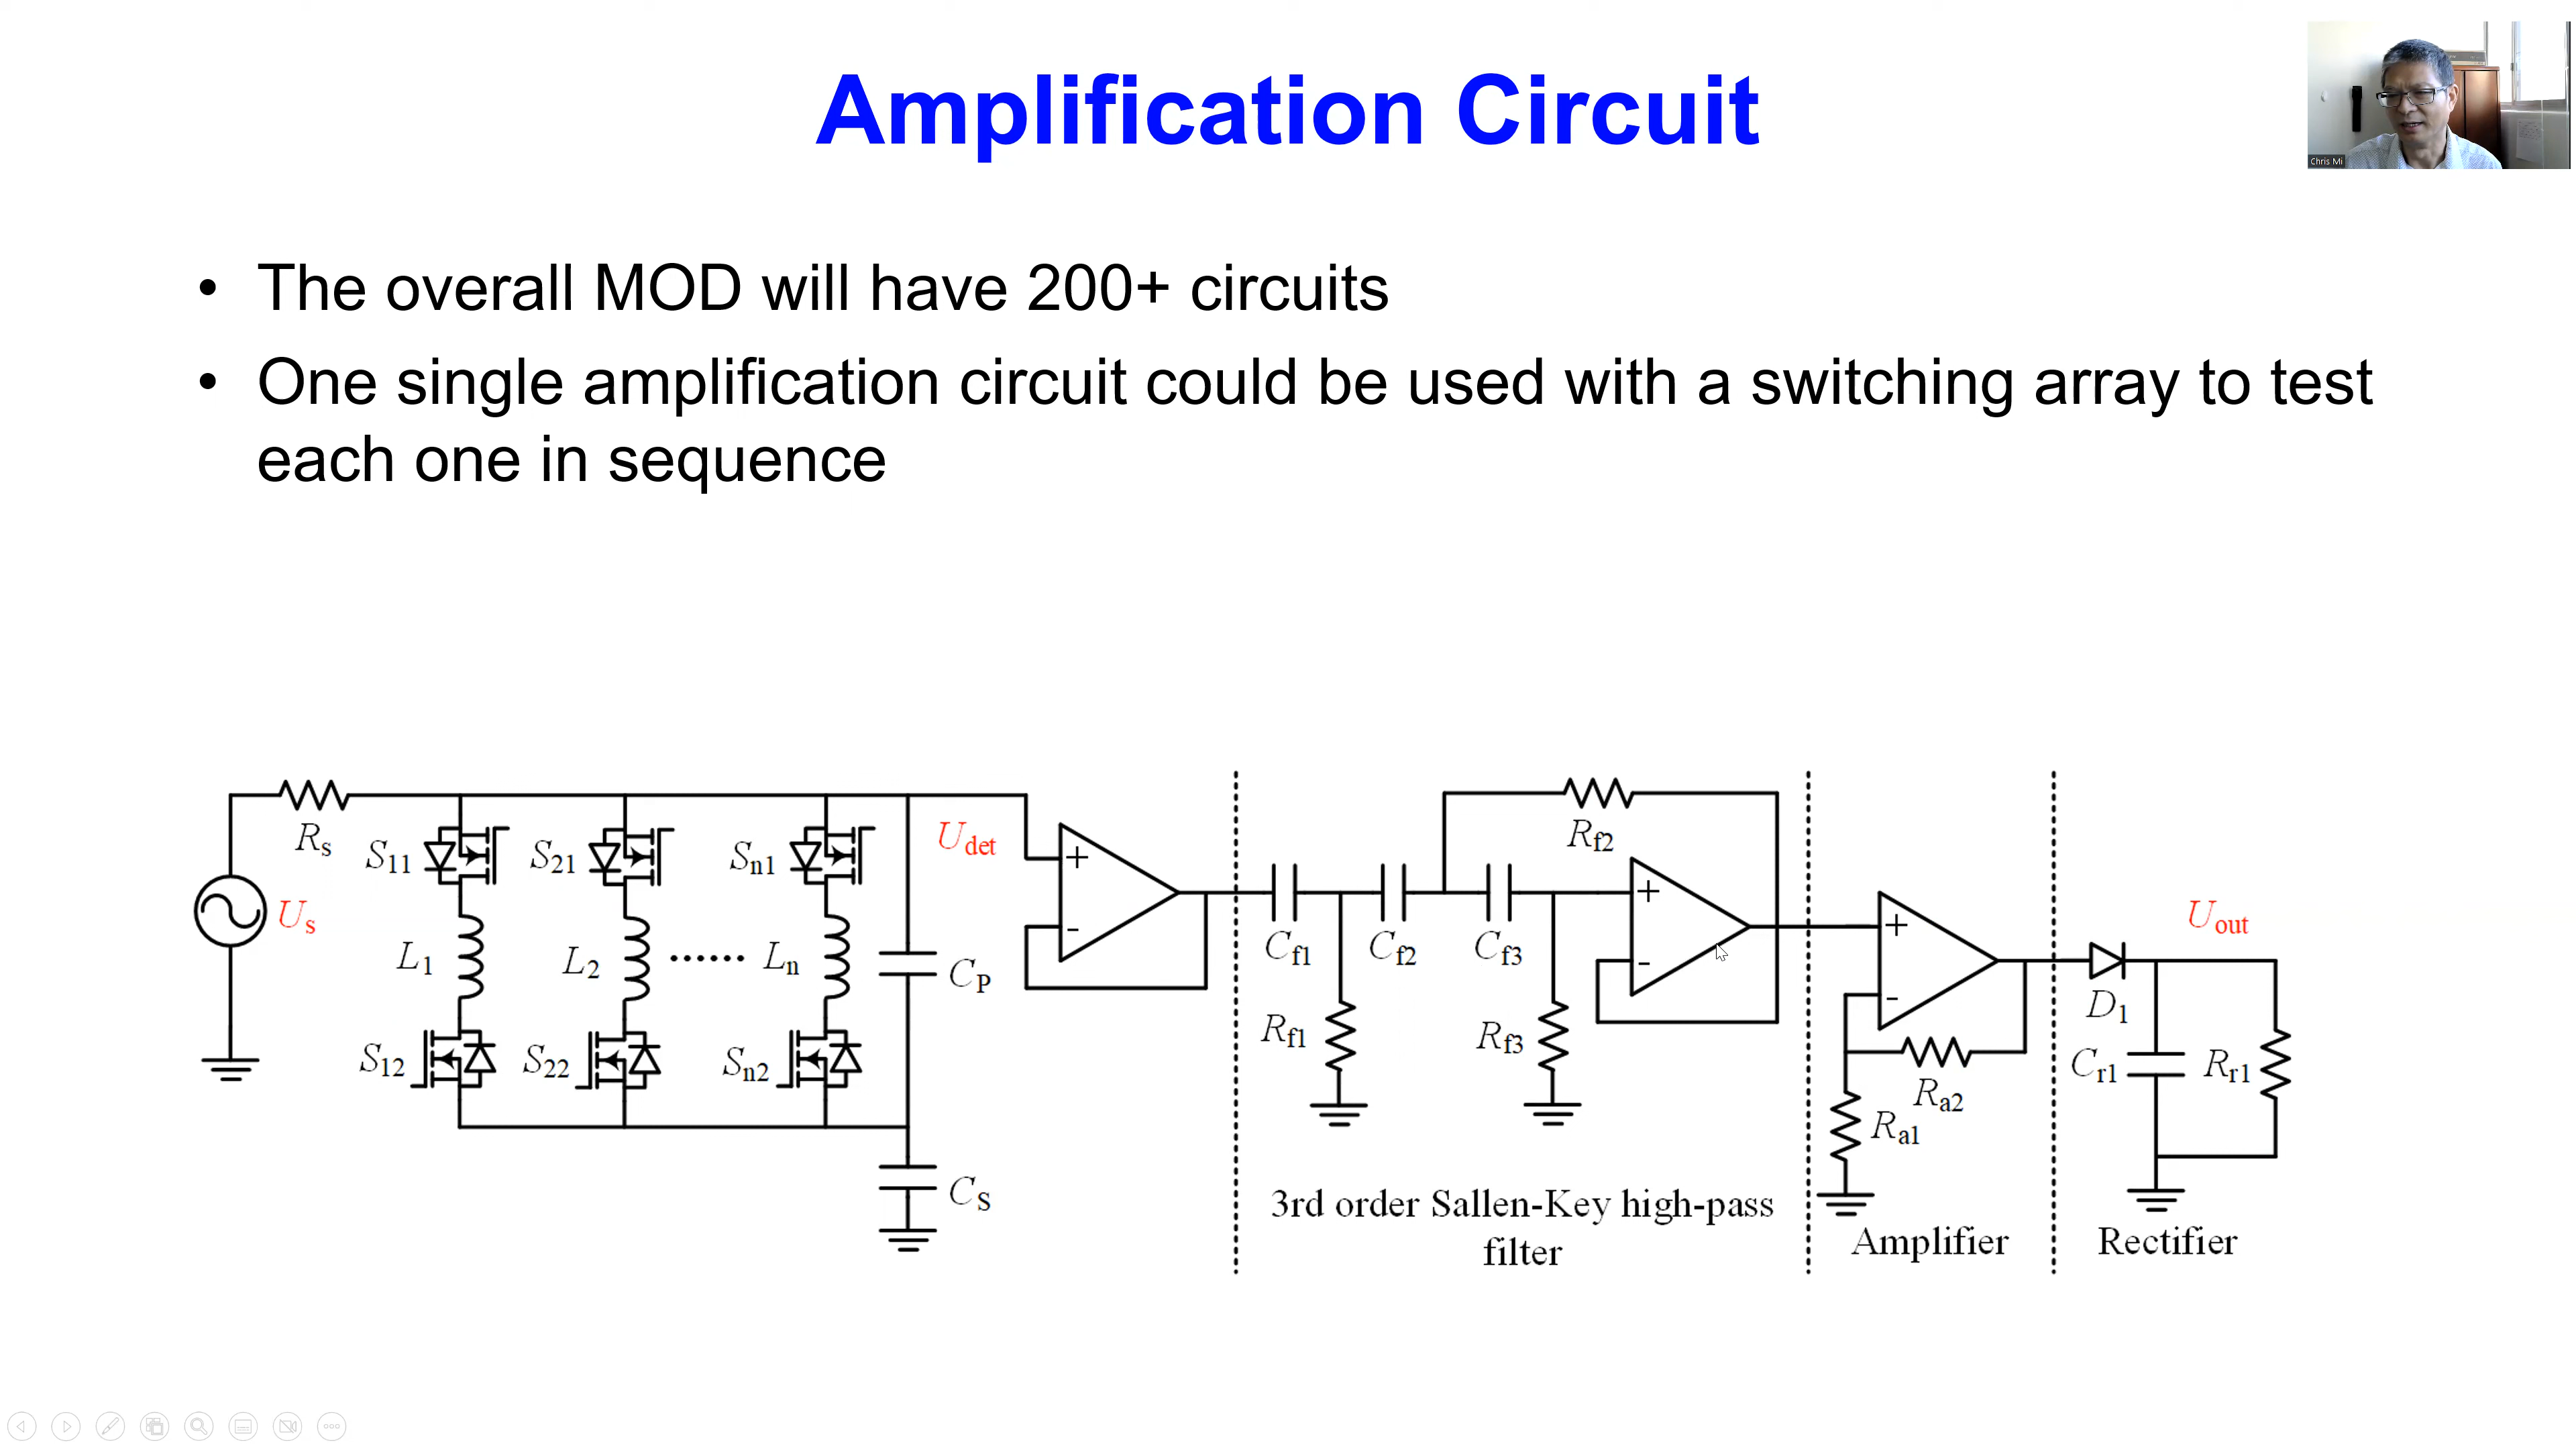 Amplification Circuit
Chris Mi
• The overall MOD will have 200+ circuits
• One single amplification circuit could be used with a switching array to test
each one in sequence
Rs
S11
S21
Sn1
Udet
Us
L1
L2
......
Ln
CP
S12
S22
Sn2
CS
+
-
Rf2
Cf1
Cf2
Cf3
Rf1
Rf3
+
-
3rd order Sallen-Key high-pass
filter
+
-
Ra2
Ra1
Amplifier
Uout
D1
Cr1
Rr1
Rectifier